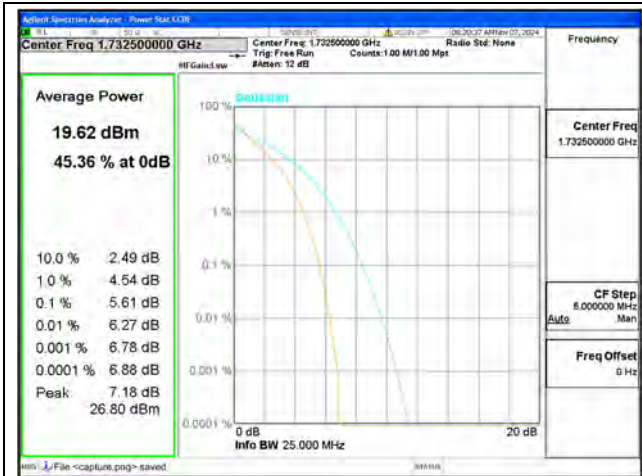 Agilent Spectrum Analyzer - Power Stat CCDF
Center Freq 1.732500000 GHz
Center Freq: 1.732500000 GHz
Radio Std: None
Trig: Free Run
Counts:1.00 M/1.00 Mpt
#IFGain:Low
#Atten: 12 dB
Frequency
Average Power
19.62 dBm
45.36 % at 0dB
10.0 % 2.49 dB
1.0 % 4.54 dB
0.1 % 5.61 dB
0.01 % 6.27 dB
0.001 % 6.78 dB
0.0001 % 6.88 dB
Peak 7.18 dB
26.80 dBm
Gaussian
100 %
10 %
1 %
0.1 %
0.01 %
0.001 %
0.0001 %
0 dB
20 dB
Info BW 25.000 MHz
Center Freq
1.732500000 GHz
CF Step
5.000000 MHz
Auto Man
Freq Offset
0 Hz
MSG File <capture.png> saved
STATUS